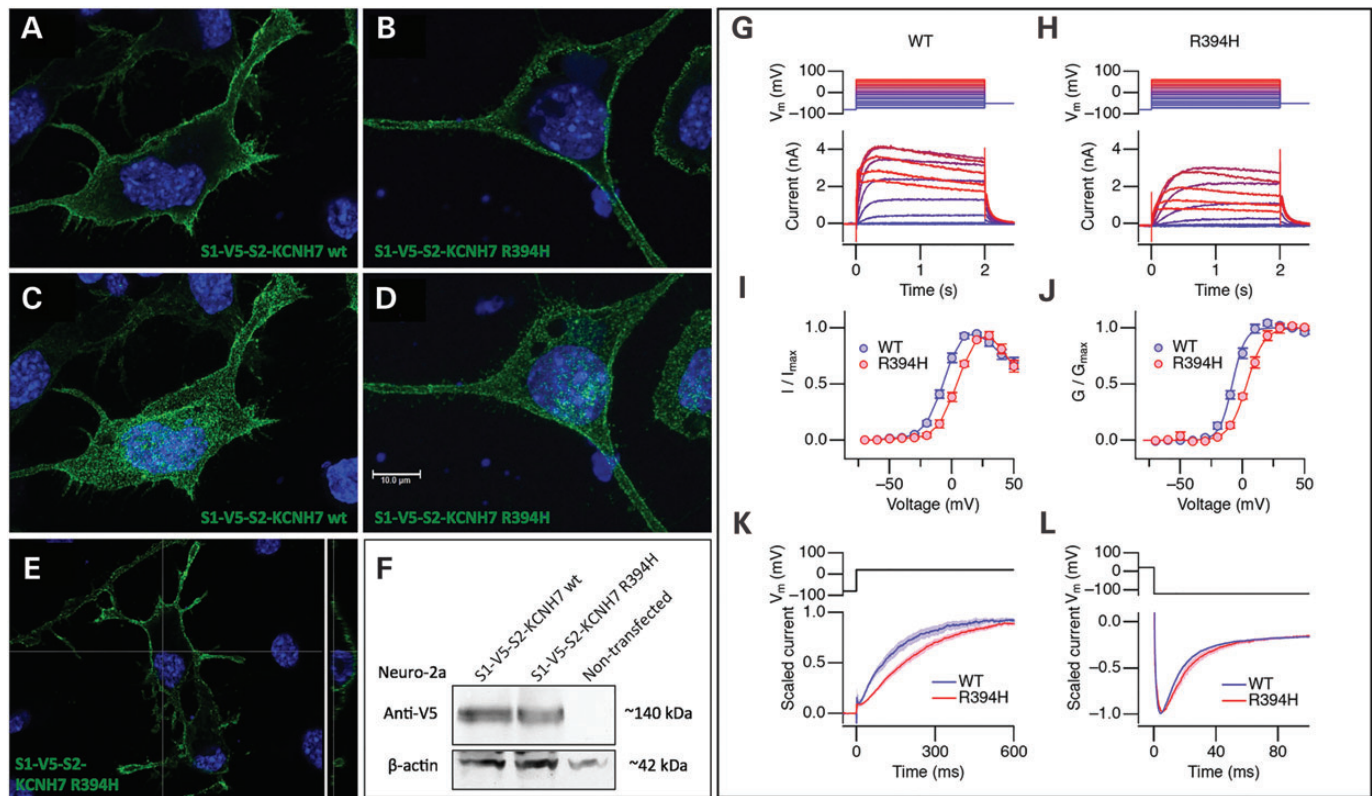 A
S1-V5-S2-KCNH7 wt
B
S1-V5-S2-KCNH7 R394H
C
S1-V5-S2-KCNH7 wt
D
10.0 µm
S1-V5-S2-KCNH7 R394H
E
S1-V5-S2-
KCNH7 R394H
F
S1-V5-S2-KCNH7 wt
S1-V5-S2-KCNH7 R394H
Non-transfected
Neuro-2a
Anti-V5
~140 kDa
β-actin
~42 kDa
G
WT
100
0
−100
Vm (mV)
4
2
0
Current (nA)
0
1
2
Time (s)
H
R394H
100
0
−100
Vm (mV)
4
2
0
Current (nA)
0
1
2
Time (s)
I
1.0
0.5
0.0
I / Imax
WT
R394H
−50
0
50
Voltage (mV)
J
1.0
0.5
0.0
G / Gmax
WT
R394H
−50
0
50
Voltage (mV)
K
100
0
−100
Vm (mV)
1.0
0.5
0.0
Scaled current
WT
R394H
0
300
600
Time (ms)
L
100
0
−100
Vm (mV)
0.0
−0.5
−1.0
Scaled current
WT
R394H
0
40
80
Time (ms)